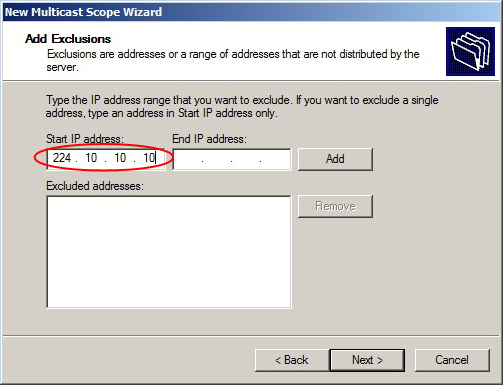 New Multicast Scope Wizard
Add Exclusions
Exclusions are addresses or a range of addresses that are not distributed by the
server.
Type the IP address range that you want to exclude. If you want to exclude a single
address, type an address in Start IP address only.
Start IP address: End IP address:
224 . 10 . 10 . 10 . . . Add
Excluded addresses:
Remove
< Back Next > Cancel